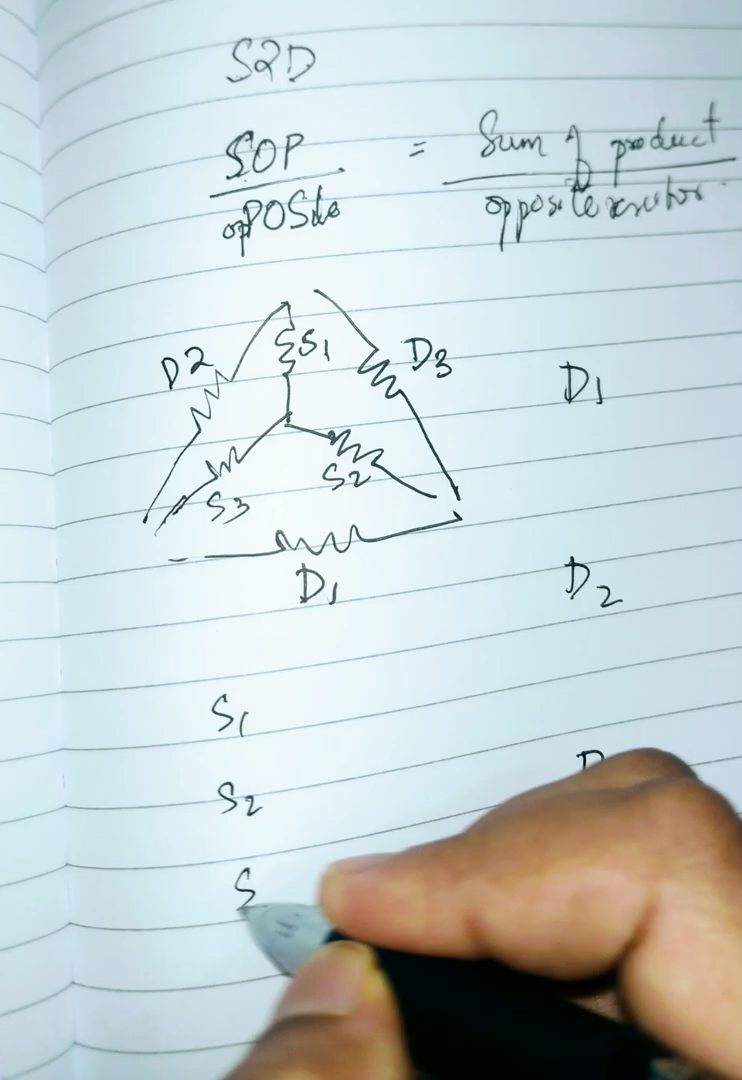 S2D
SOP = Sum of product
opPOSite opposite resistor
D2 S1 D3
D1
S3 S2
D1
D2
S1
S2
S